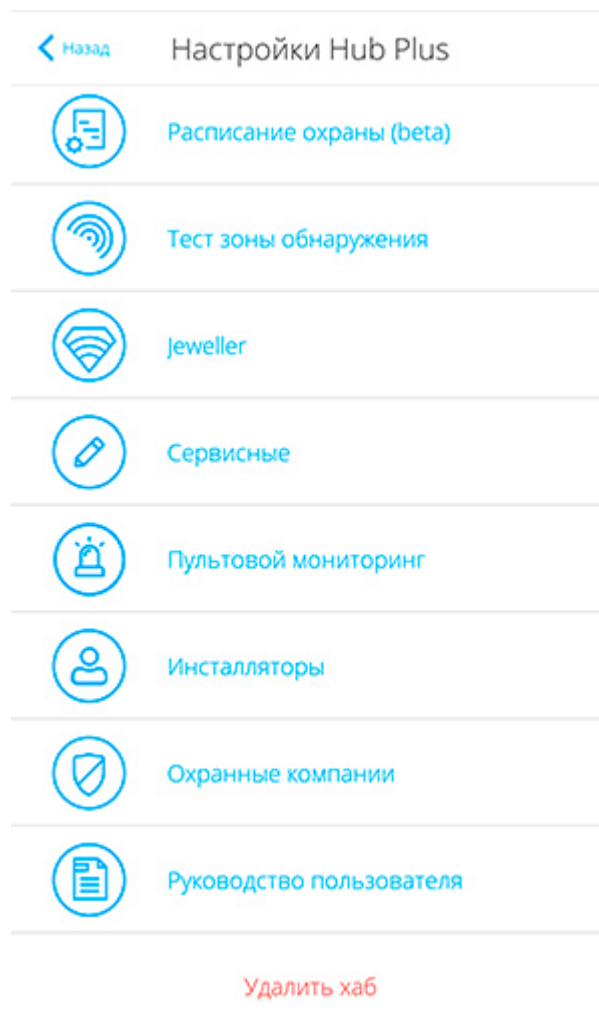 Назад Настройки Hub Plus
Расписание охраны (beta)
Тест зоны обнаружения
Jeweller
Сервисные
Пультовой мониторинг
Инсталляторы
Охранные компании
Руководство пользователя
Удалить хаб